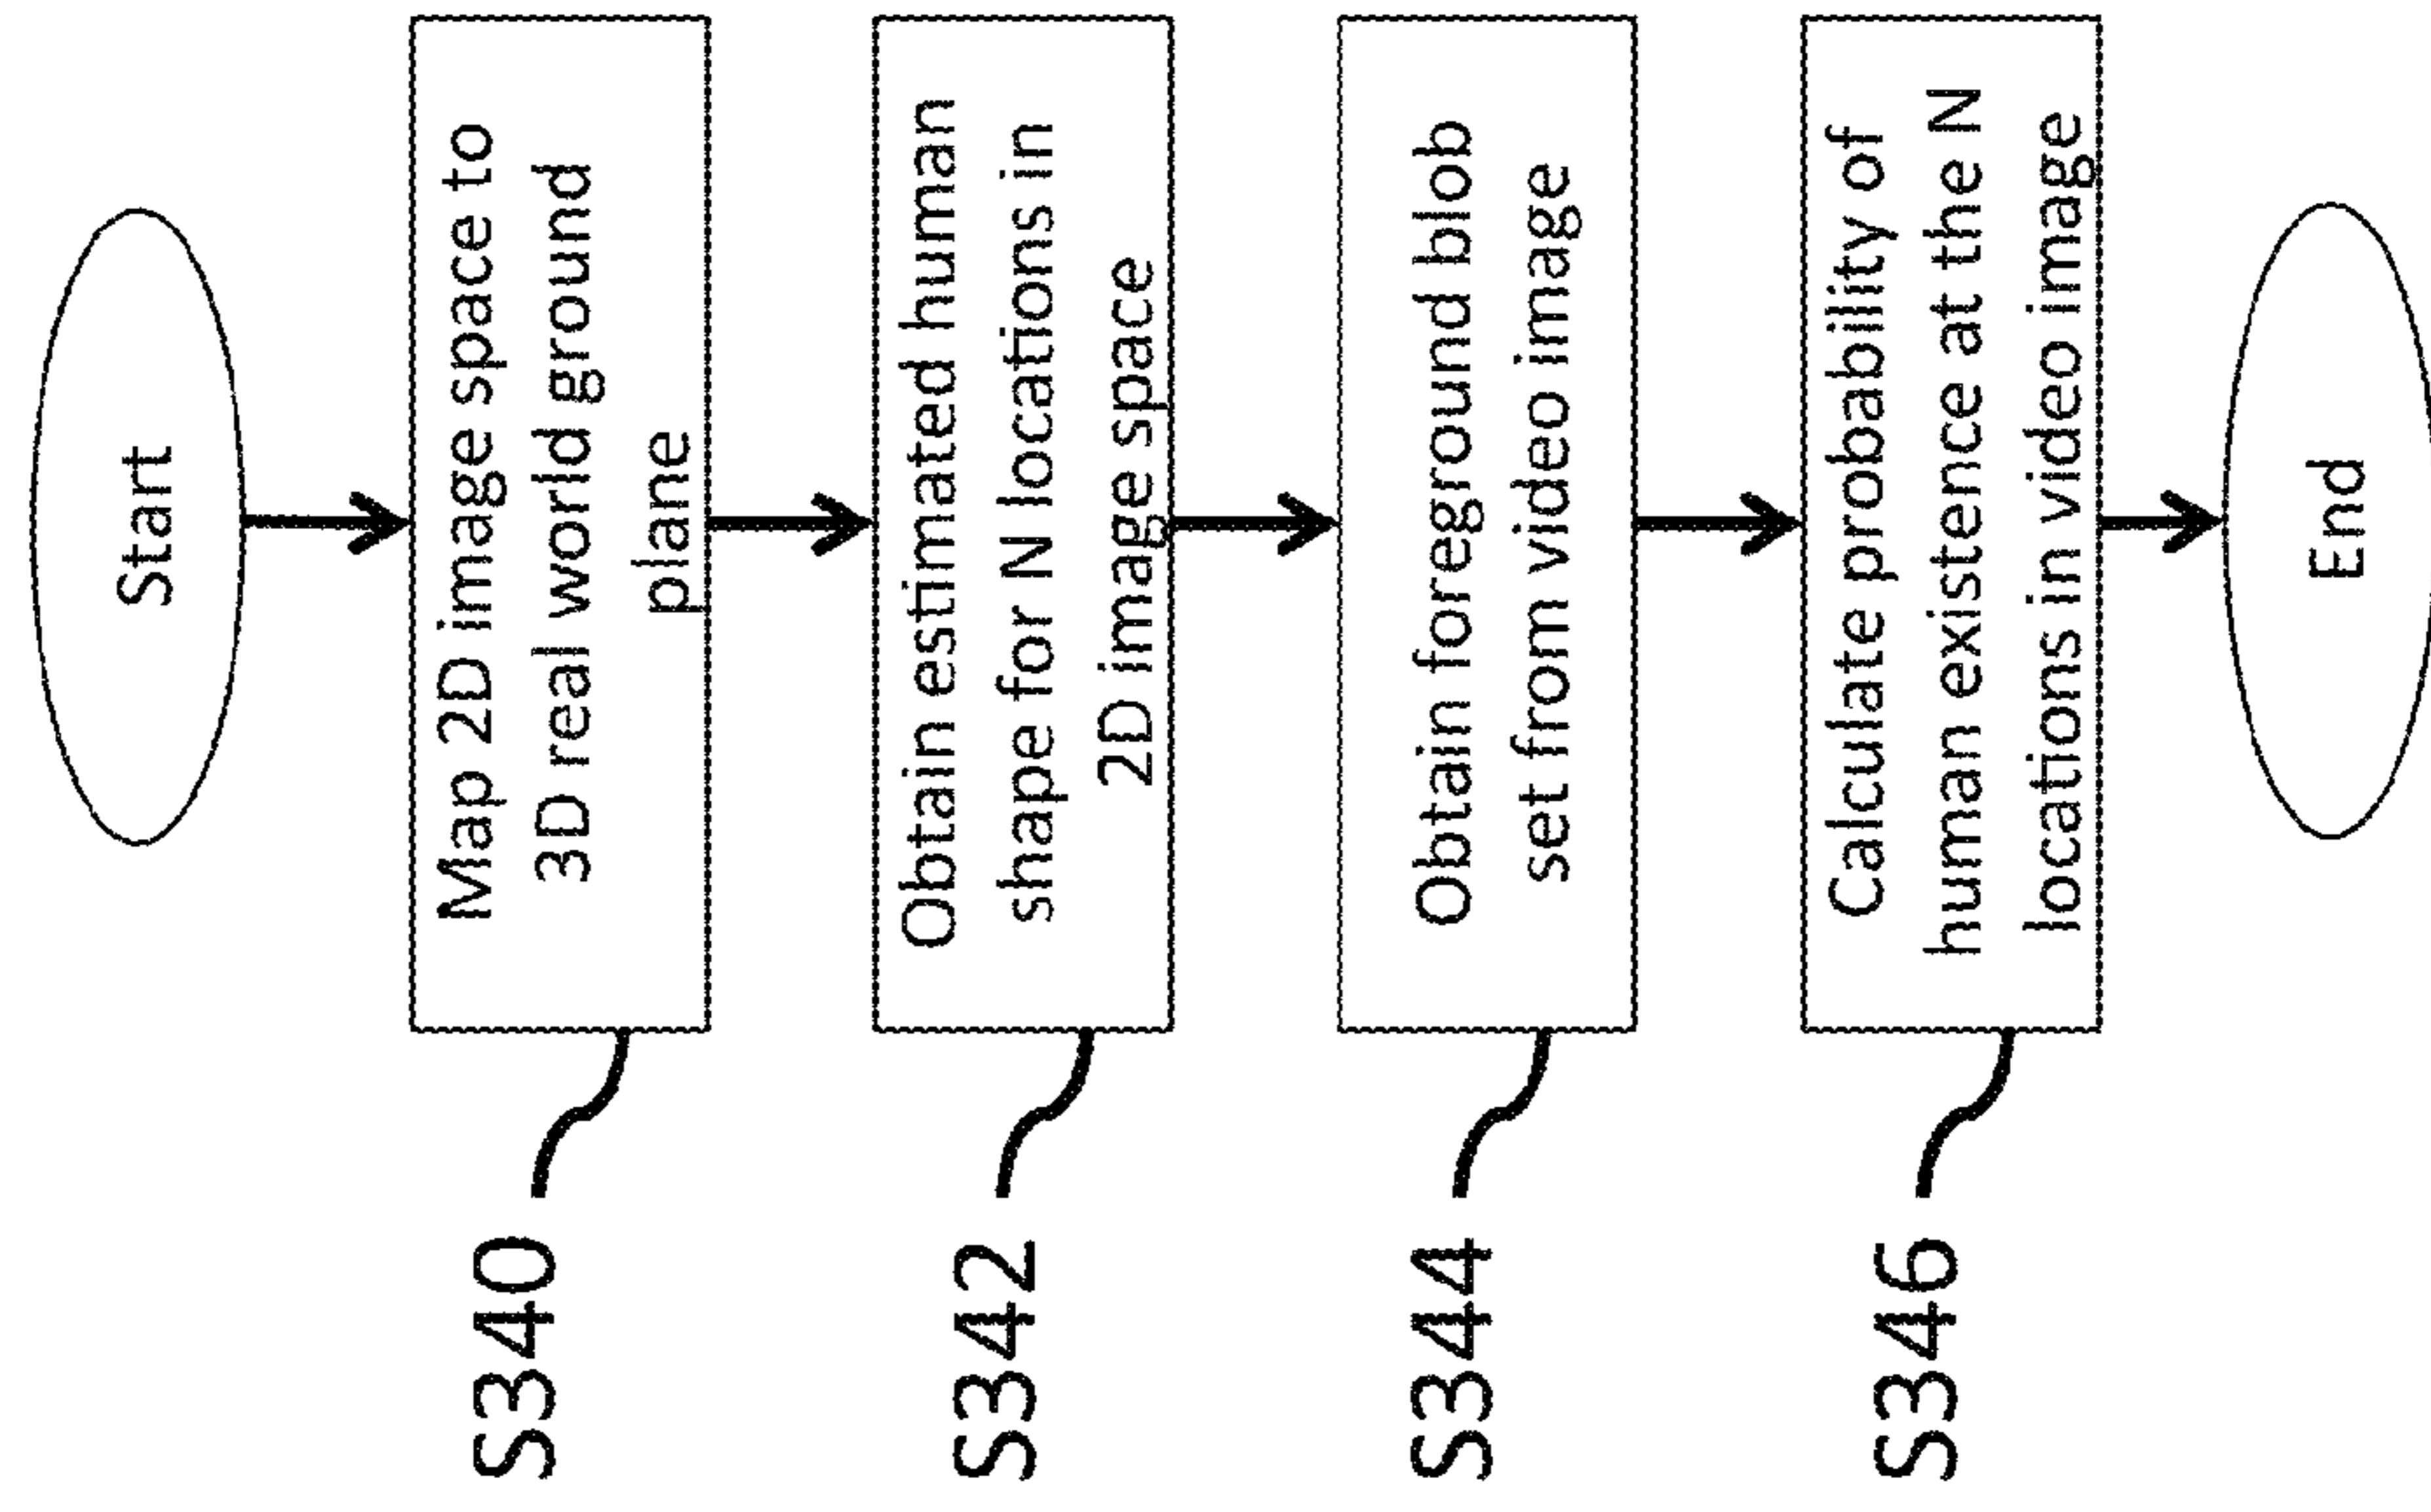 Start
S340
Map 2D image space to
3D real world ground
plane
S342
Obtain estimated human
shape for N locations in
2D image space
S344
Obtain foreground blob
set from video image
S346
Calculate probability of
human existence at the N
locations in video image
End